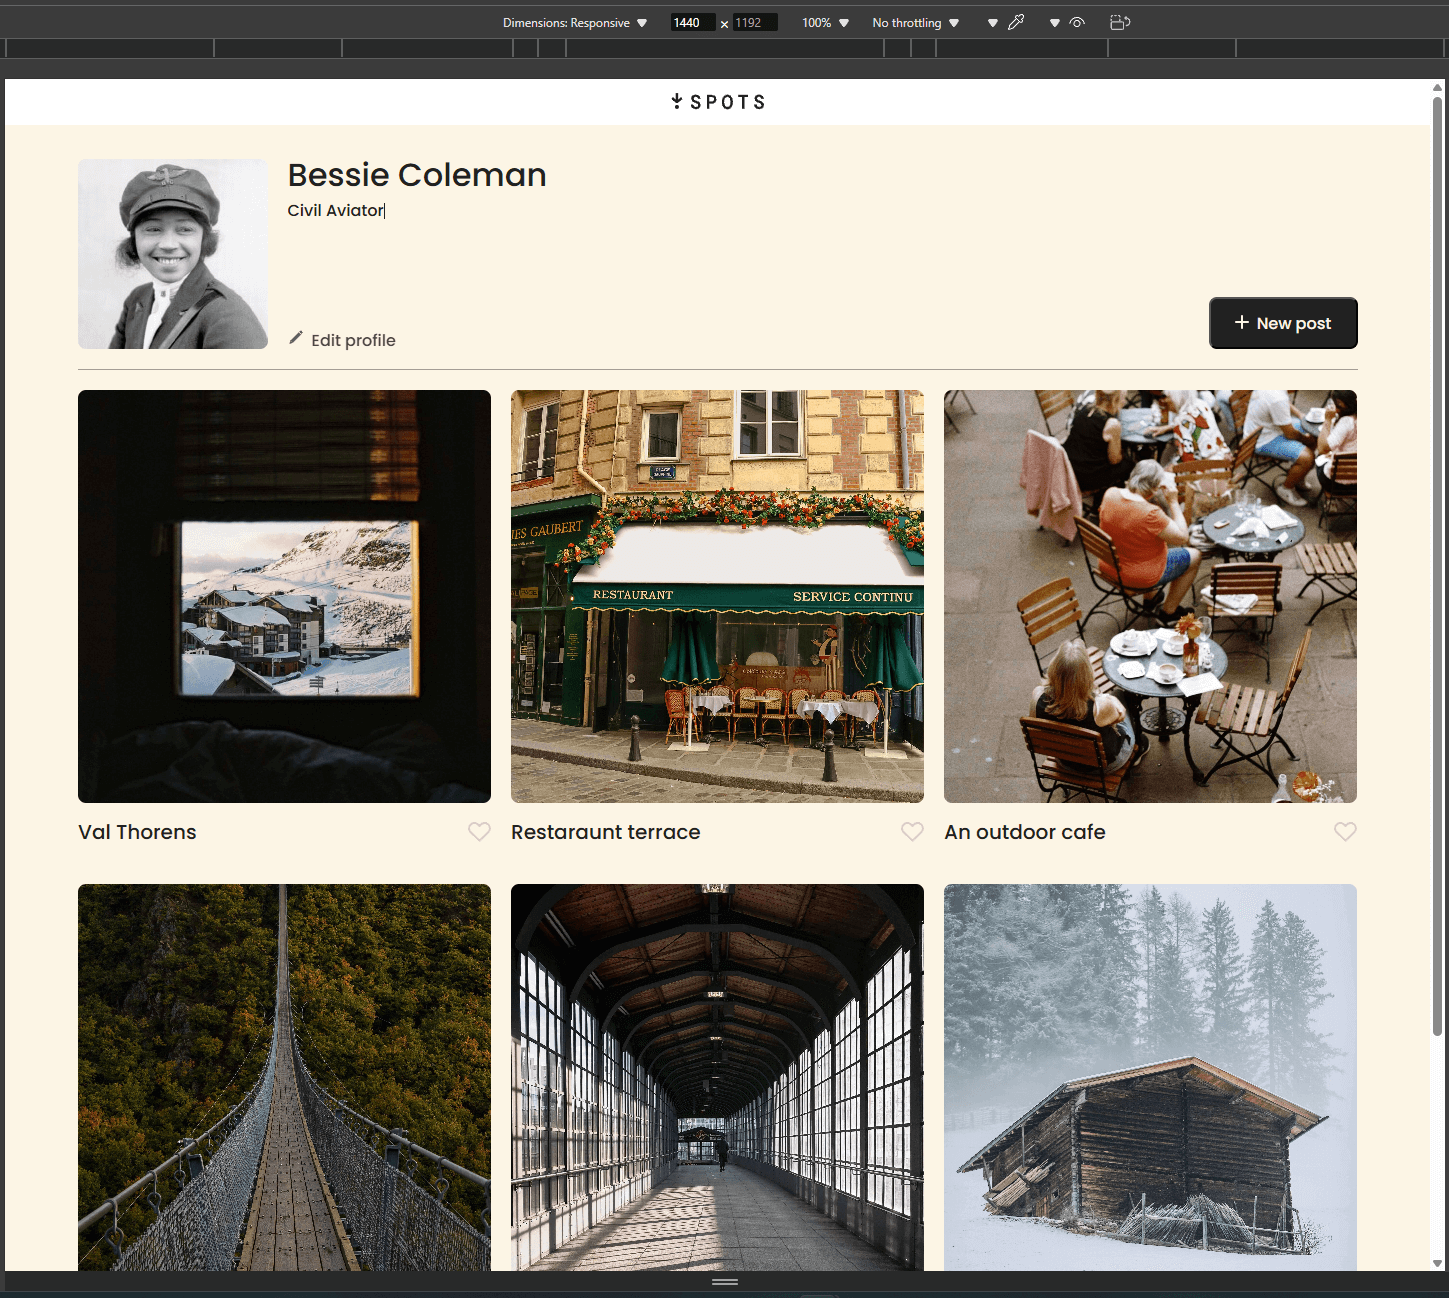 Dimensions: Responsive 1440 × 1192 100% No throttling
SPOTS
Bessie Coleman
Civil Aviator
Edit profile
+ New post
IES GAUBERT
RESTAURANT SERVICE CONTINU
Val Thorens
Restaraunt terrace
An outdoor cafe